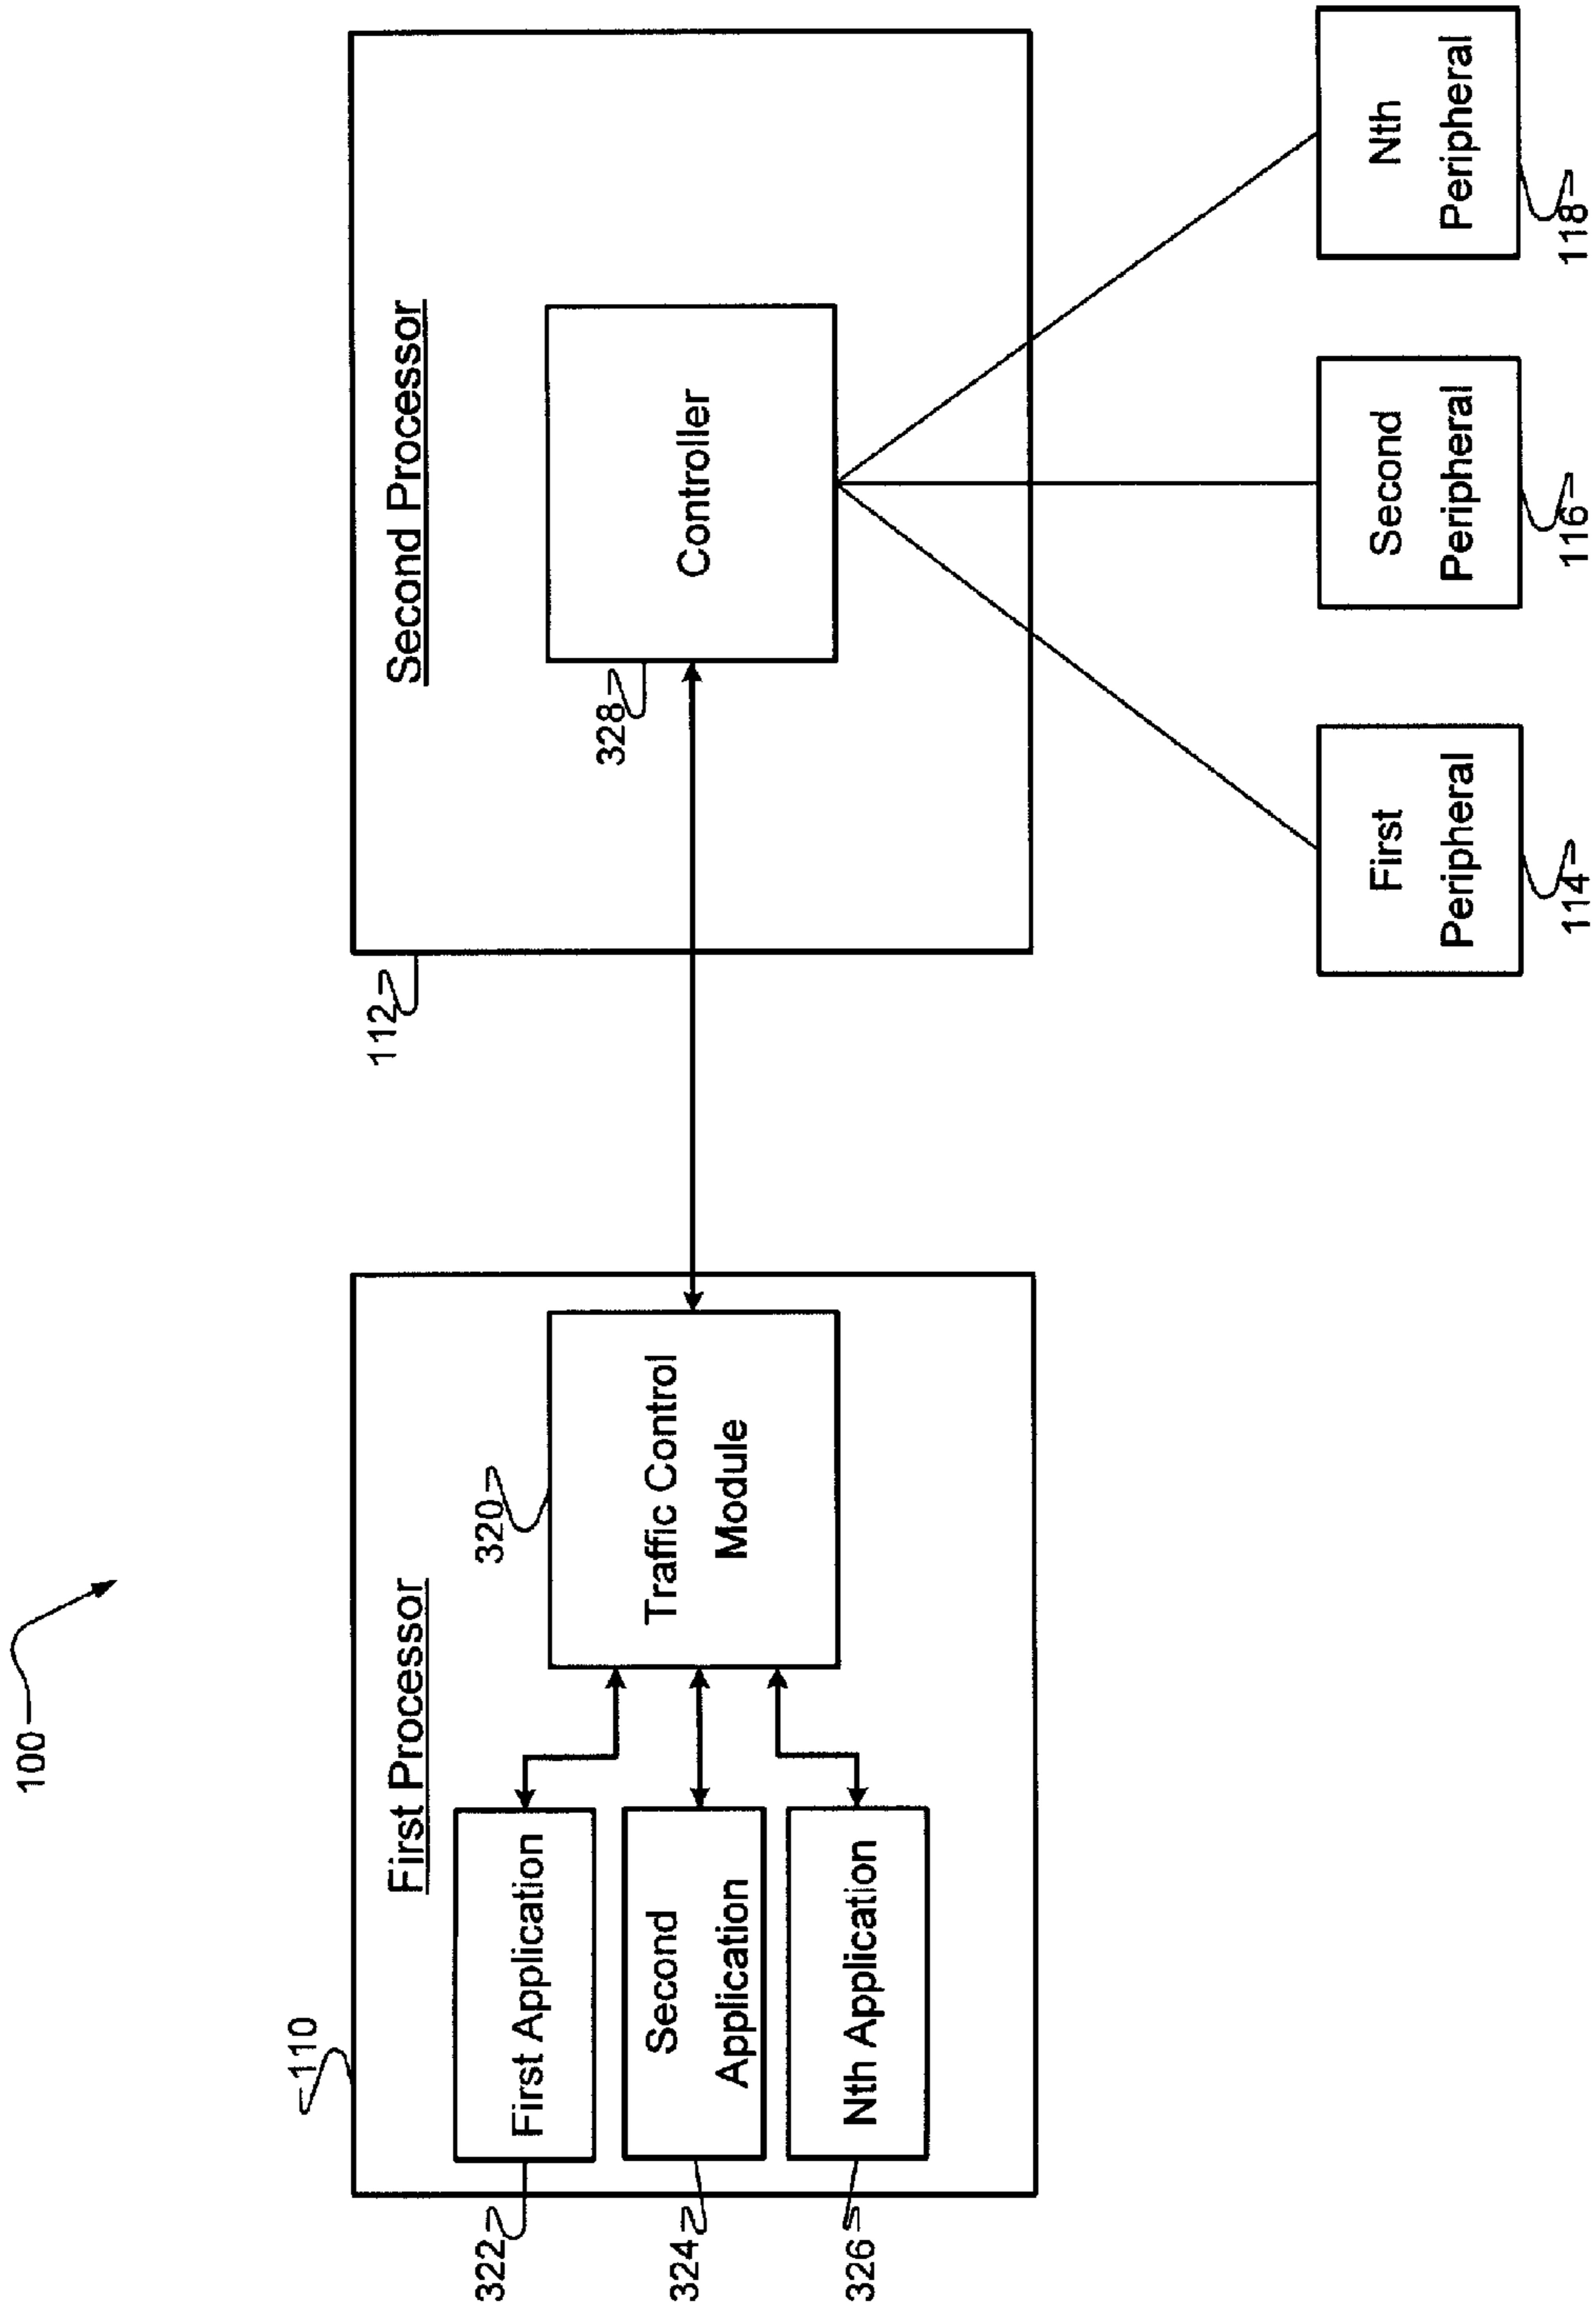 100
110
First Processor
322
First Application
324
Second
Application
326
Nth Application
320
Traffic Control
Module
112
Second Processor
328
Controller
First
Peripheral
114
Second
Peripheral
116
Nth
Peripheral
118